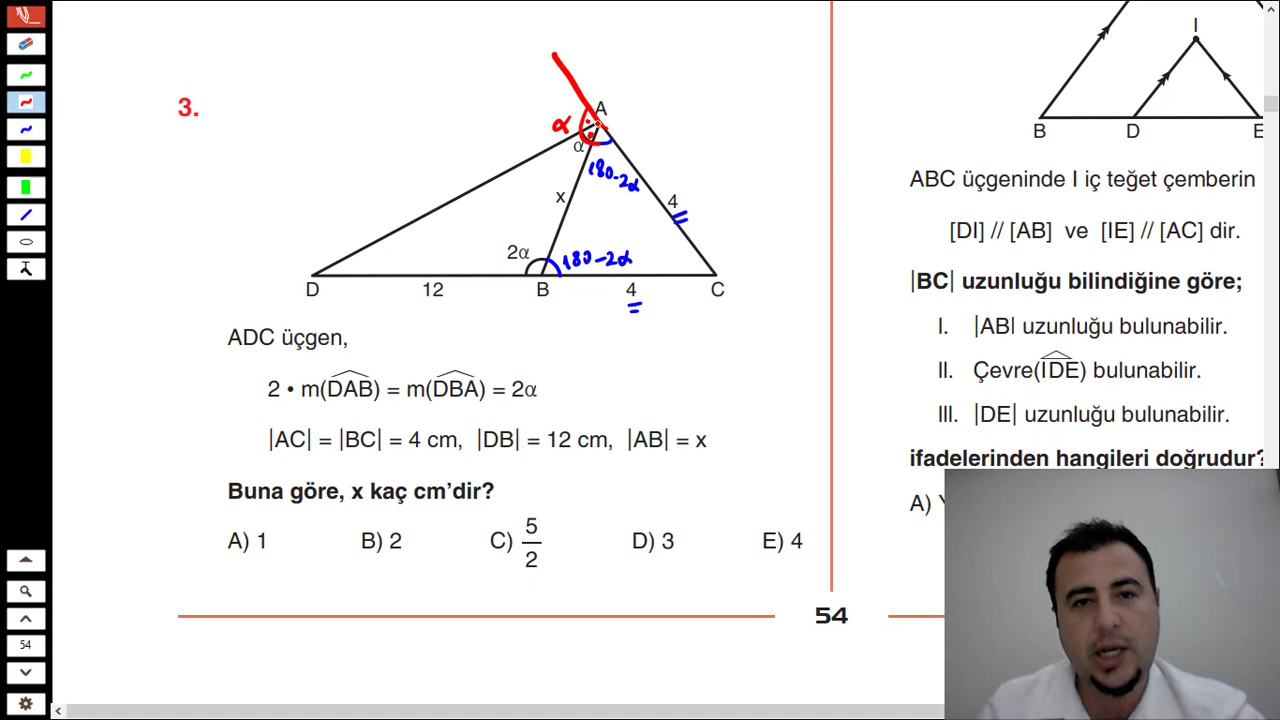 3.
A
α
α
180-2α
x
4
2α
180-2α
D
12
B
4
C
ADC üçgen,
2 • m(DAB) = m(DBA) = 2α
|AC| = |BC| = 4 cm, |DB| = 12 cm, |AB| = x
Buna göre, x kaç cm'dir?
A) 1 B) 2 C) 5/2 D) 3 E) 4
54
I
B
D
E
ABC üçgeninde I iç teğet çemberin
[DI] // [AB] ve [IE] // [AC] dir.
|BC| uzunluğu bilindiğine göre;
I. |AB| uzunluğu bulunabilir.
II. Çevre(IDE) bulunabilir.
III. |DE| uzunluğu bulunabilir.
ifadelerinden hangileri doğrudur?
A)
54